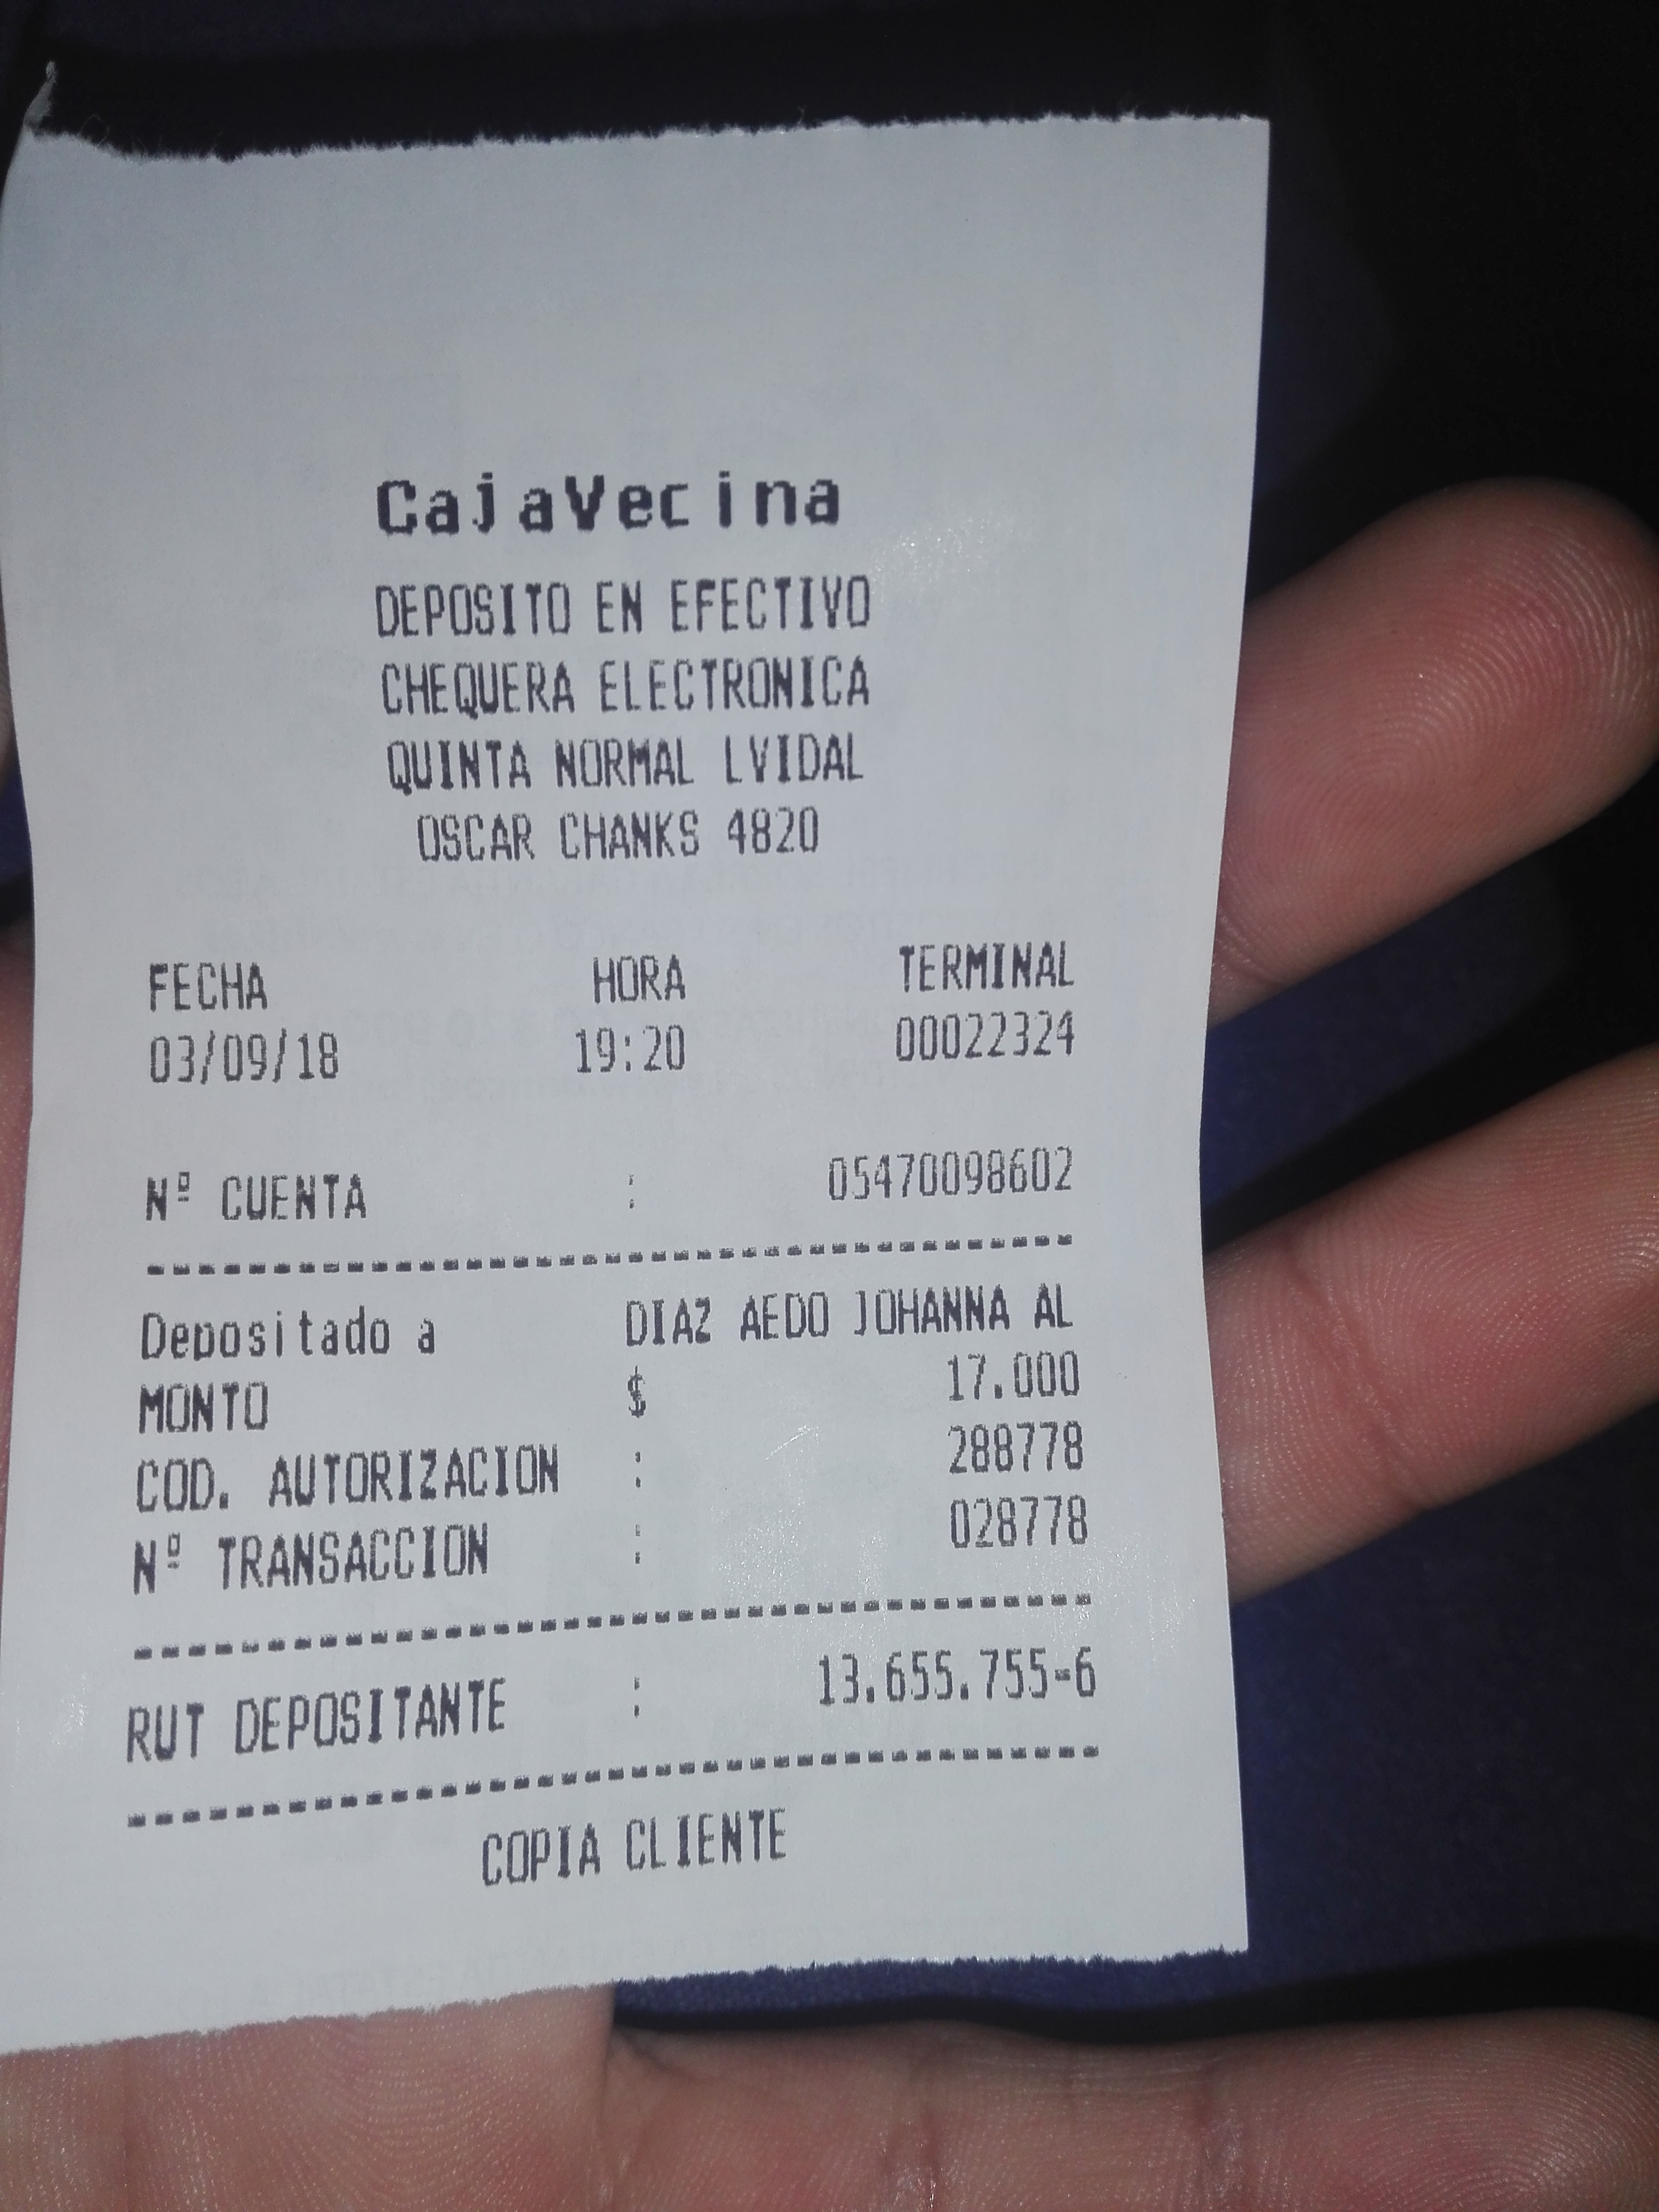 CajaVecina
DEPOSITO EN EFECTIVO
CHEQUERA ELECTRONICA
QUINTA NORMAL LVIDAL
OSCAR CHANKS 4820
FECHA HORA TERMINAL
03/09/18 19:20 00022324
Nº CUENTA : 05470098602
Depositado a DIAZ AEDO JOHANNA AL
MONTO $ 17.000
COD. AUTORIZACION : 288778
Nº TRANSACCION : 028778
RUT DEPOSITANTE : 13.655.755-6
COPIA CLIENTE